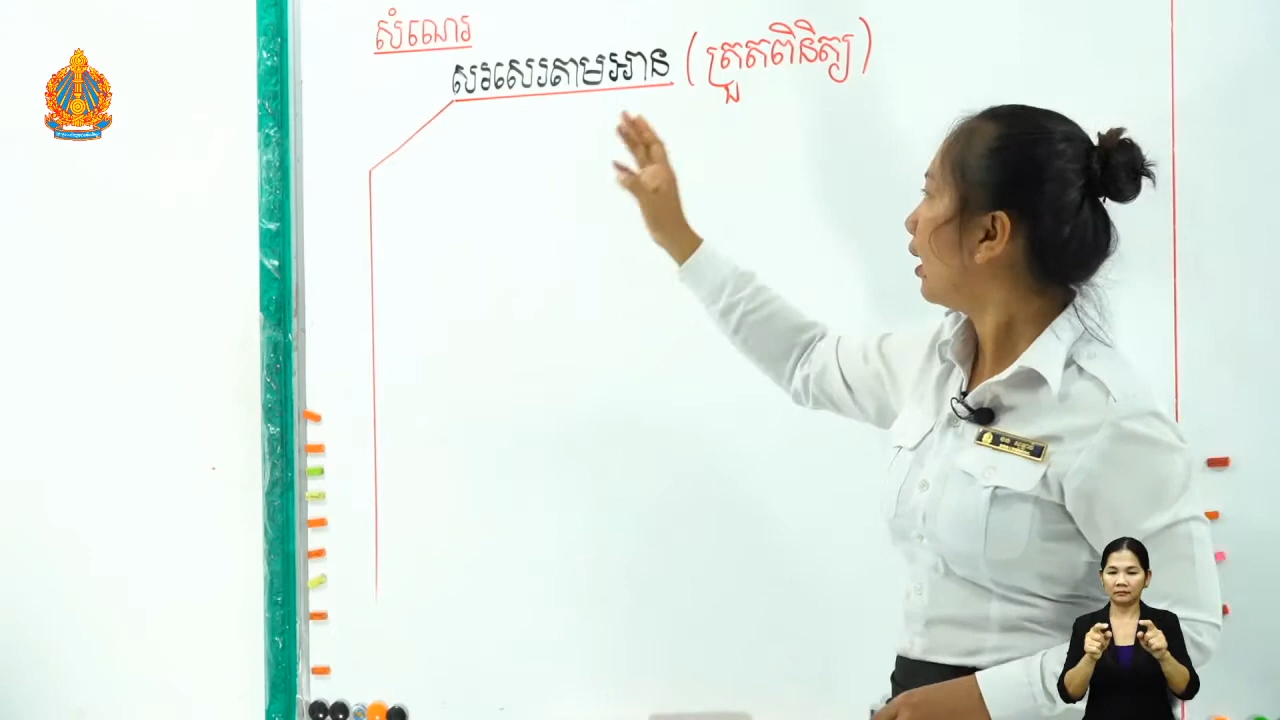 សំណេរ
សរសេរតាមអាន (ត្រួតពិនិត្យ)